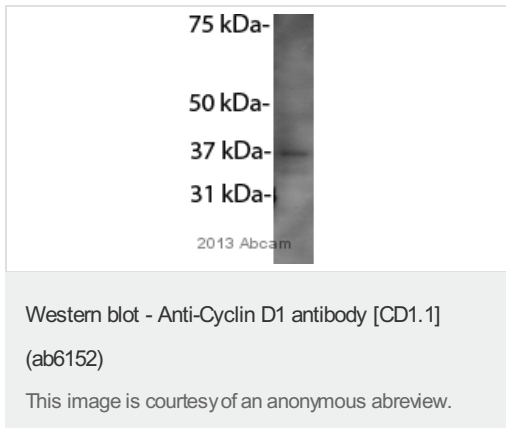 75 kDa-
50 kDa-
37 kDa-
31 kDa-
2013 Abcam
Western blot - Anti-Cyclin D1 antibody [CD1.1]
(ab6152)
This image is courtesy of an anonymous abreview.